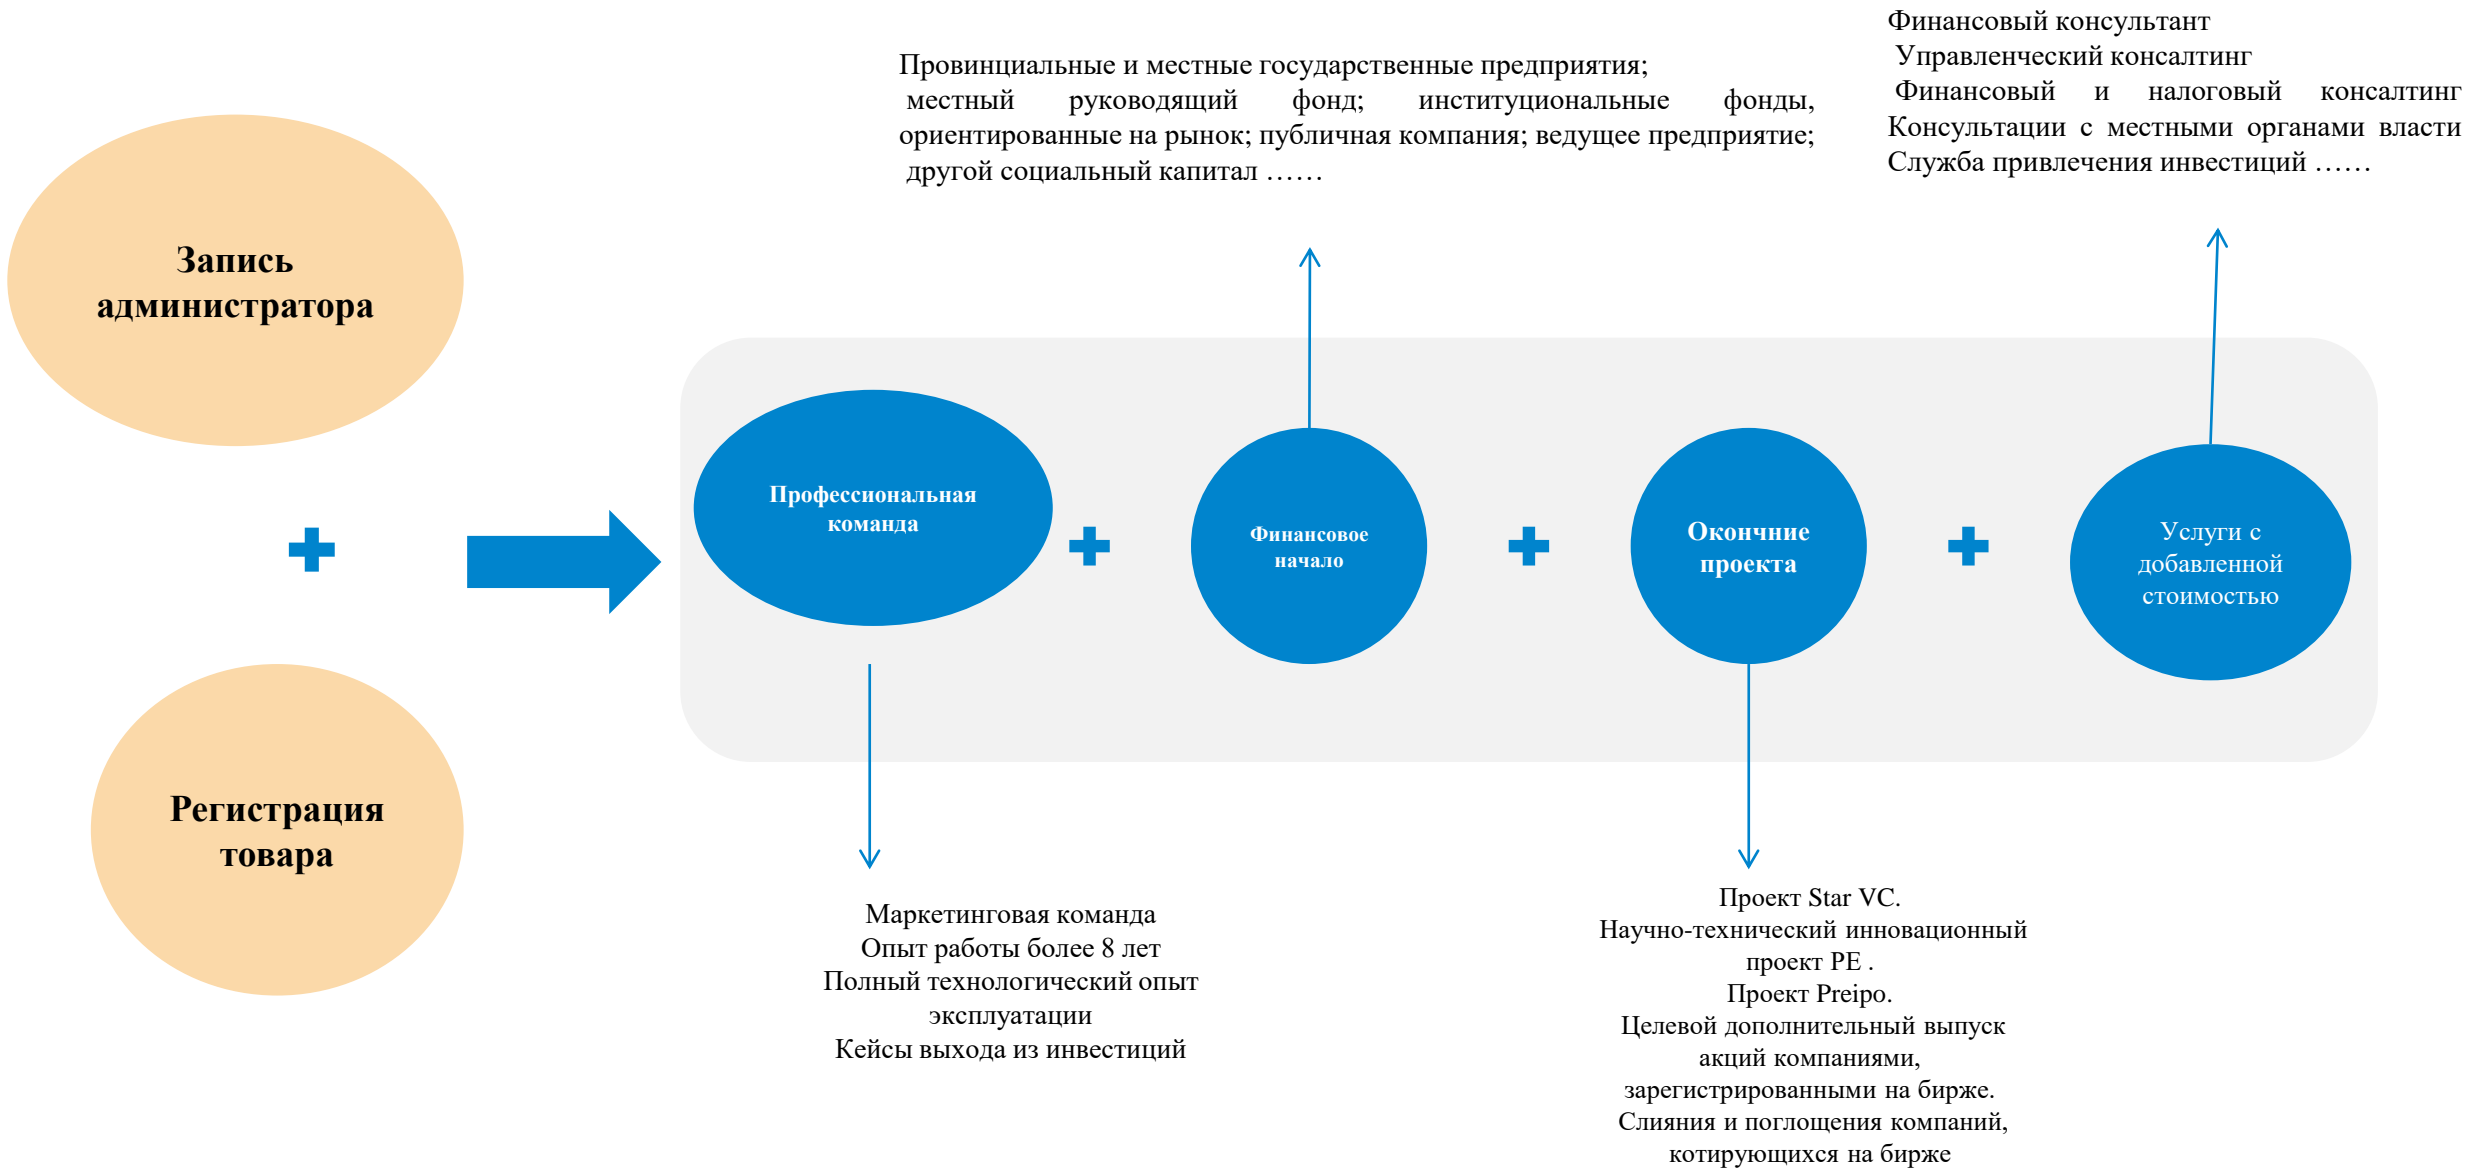 Финансовый консультант
Управленческий консалтинг
Финансовый и налоговый консалтинг
Консультации с местными органами власти
Служба привлечения инвестиций ……
Провинциальные и местные государственные предприятия;
местный руководящий фонд; институциональные фонды,
ориентированные на рынок; публичная компания; ведущее предприятие;
другой социальный капитал ……
Запись
администратора
Регистрация
товара
Профессиональная
команда
Финансовое
начало
Окончние
проекта
Услуги с
добавленной
стоимостью
Маркетинговая команда
Опыт работы более 8 лет
Полный технологический опыт
эксплуатации
Кейсы выхода из инвестиций
Проект Star VC.
Научно-технический инновационный
проект PE .
Проект Preipo.
Целевой дополнительный выпуск
акций компаниями,
зарегистрированными на бирже.
Слияния и поглощения компаний,
котирующихся на бирже